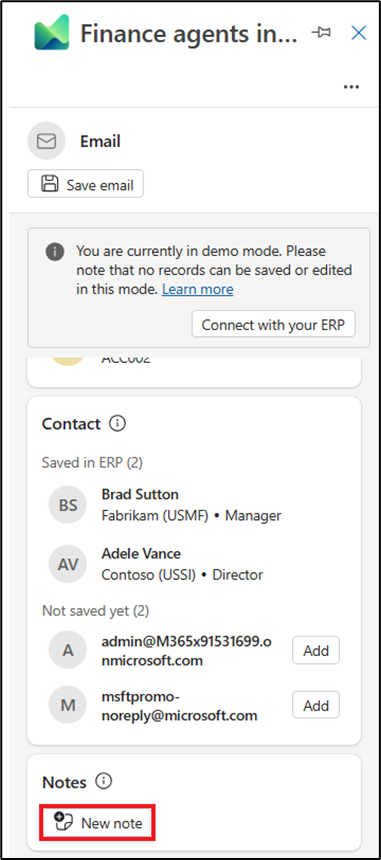 Finance agents in...
Email
Save email
You are currently in demo mode. Please
note that no records can be saved or edited
in this mode. Learn more
Connect with your ERP
ACC002
Contact
Saved in ERP (2)
BS
Brad Sutton
Fabrikam (USMF) • Manager
AV
Adele Vance
Contoso (USSI) • Director
Not saved yet (2)
A
admin@M365x91531699.o
nmicrosoft.com
Add
M
msftpromo-
noreply@microsoft.com
Add
Notes
New note